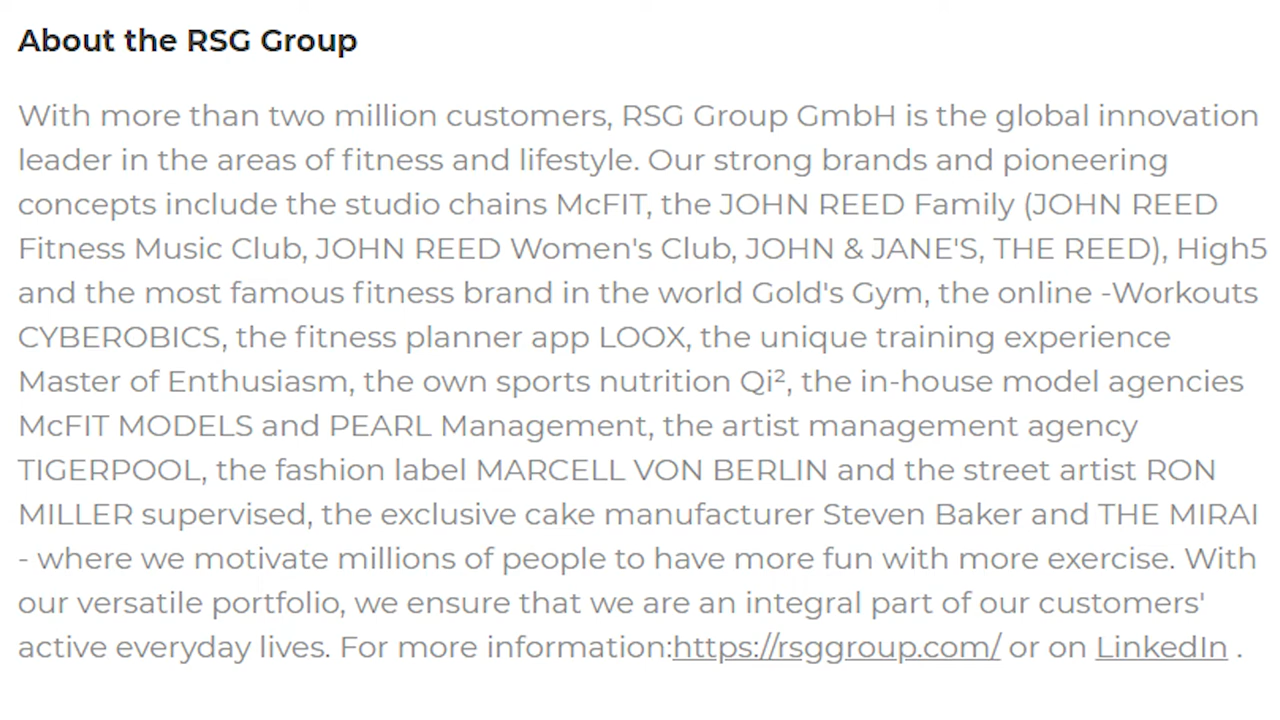 About the RSG Group
With more than two million customers, RSG Group GmbH is the global innovation
leader in the areas of fitness and lifestyle. Our strong brands and pioneering
concepts include the studio chains McFIT, the JOHN REED Family (JOHN REED
Fitness Music Club, JOHN REED Women's Club, JOHN & JANE'S, THE REED), High5
and the most famous fitness brand in the world Gold's Gym, the online -Workouts
CYBEROBICS, the fitness planner app LOOX, the unique training experience
Master of Enthusiasm, the own sports nutrition Qi², the in-house model agencies
McFIT MODELS and PEARL Management, the artist management agency
TIGERPOOL, the fashion label MARCELL VON BERLIN and the street artist RON
MILLER supervised, the exclusive cake manufacturer Steven Baker and THE MIRAI
- where we motivate millions of people to have more fun with more exercise. With
our versatile portfolio, we ensure that we are an integral part of our customers'
active everyday lives. For more information:https://rsggroup.com/ or on LinkedIn .